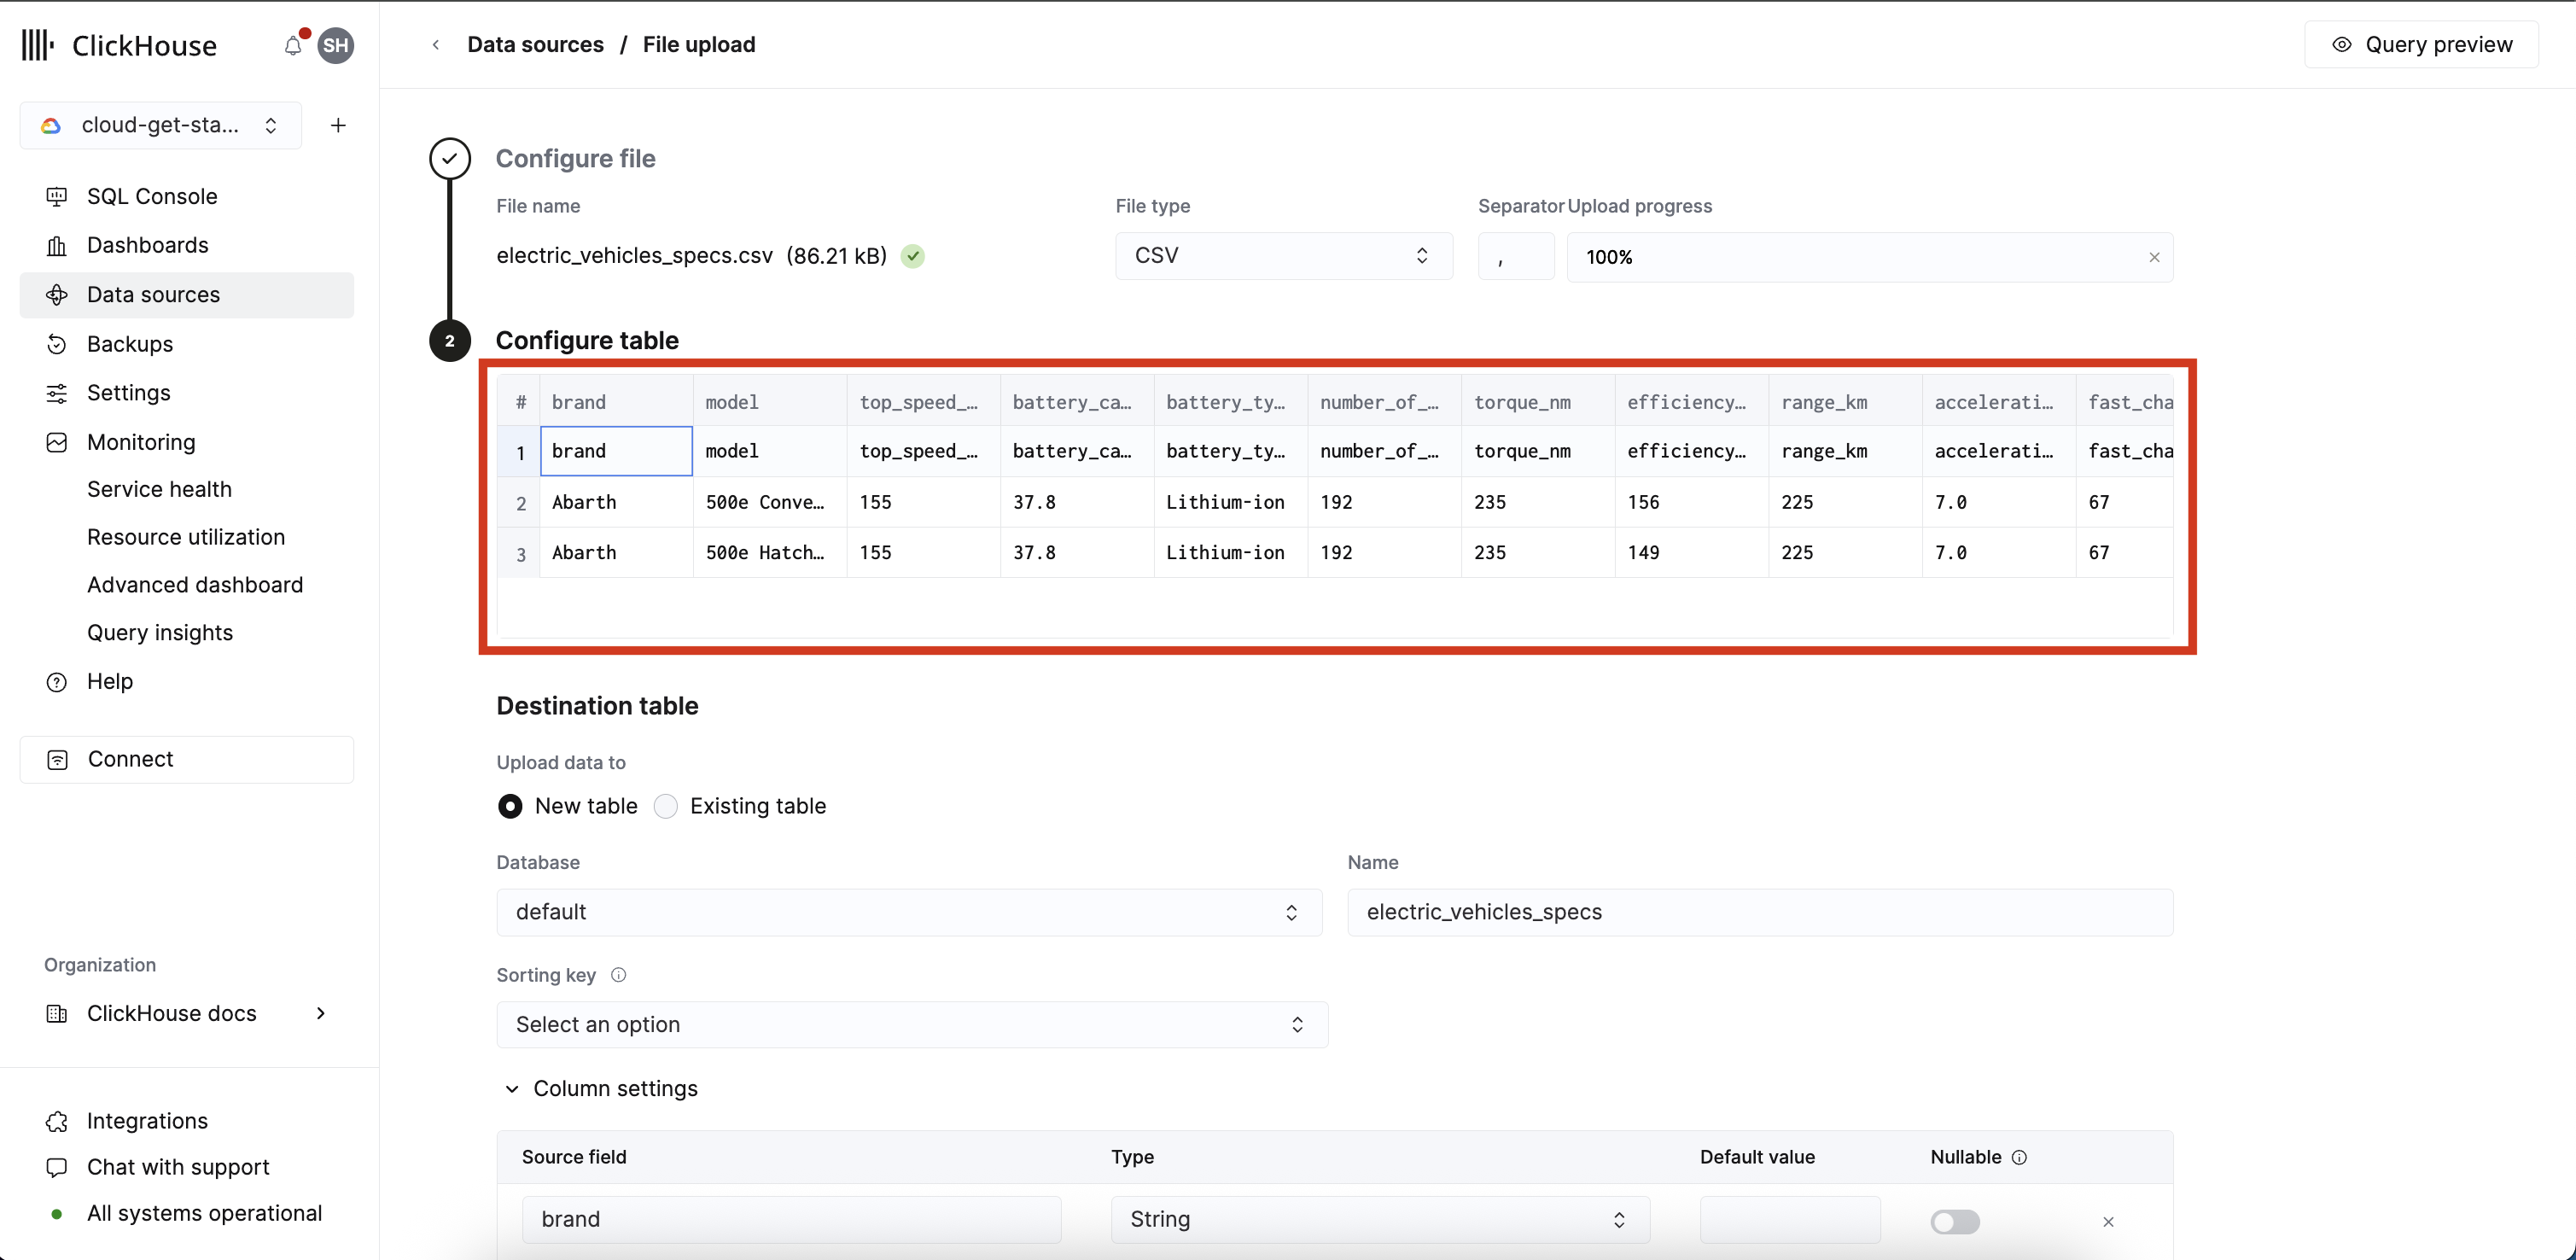 ClickHouse
SH
cloud-get-sta...
SQL Console
Dashboards
Data sources
Backups
Settings
Monitoring
Service health
Resource utilization
Advanced dashboard
Query insights
Help
Connect
Organization
ClickHouse docs
Integrations
Chat with support
All systems operational
Data sources / File upload
Query preview
Configure file
File name File type Separator Upload progress
electric_vehicles_specs.csv (86.21 kB) CSV , 100%
2 Configure table
# brand model top_speed_... battery_ca... battery_ty... number_of_... torque_nm efficiency... range_km accelerati... fast_cha
1 brand model top_speed_... battery_ca... battery_ty... number_of_... torque_nm efficiency... range_km accelerati... fast_cha
2 Abarth 500e Conve... 155 37.8 Lithium-ion 192 235 156 225 7.0 67
3 Abarth 500e Hatch... 155 37.8 Lithium-ion 192 235 149 225 7.0 67
Destination table
Upload data to
New table Existing table
Database Name
default electric_vehicles_specs
Sorting key
Select an option
Column settings
Source field Type Default value Nullable
brand String